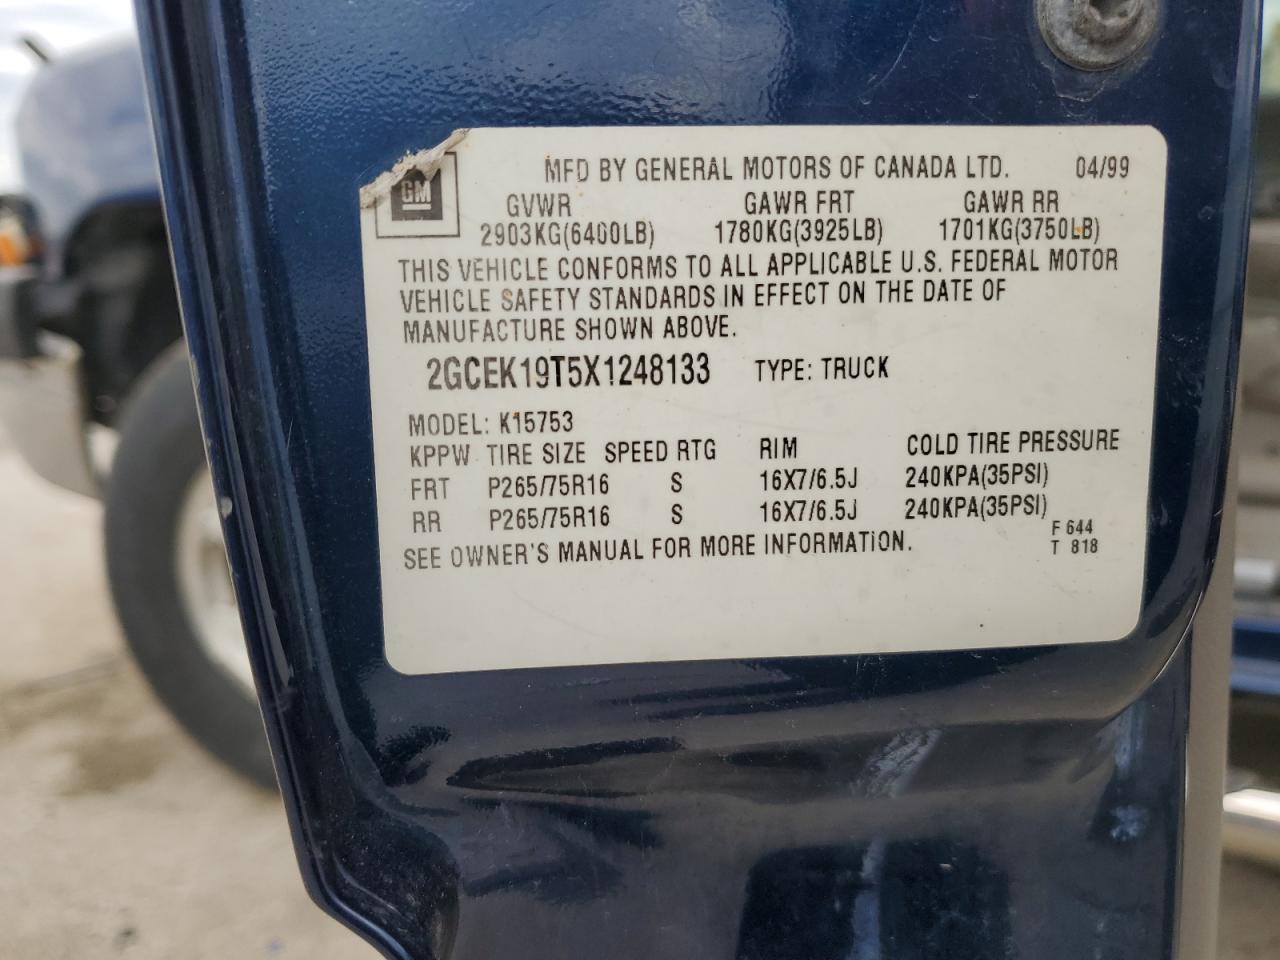 GM
MFD BY GENERAL MOTORS OF CANADA LTD. 04/99
GVWR GAWR FRT GAWR RR
2903KG(6400LB) 1780KG(3925LB) 1701KG(3750LB)
THIS VEHICLE CONFORMS TO ALL APPLICABLE U.S. FEDERAL MOTOR
VEHICLE SAFETY STANDARDS IN EFFECT ON THE DATE OF
MANUFACTURE SHOWN ABOVE.
2GCEK19T5X1248133 TYPE: TRUCK
MODEL: K15753
KPPW TIRE SIZE SPEED RTG RIM COLD TIRE PRESSURE
FRT P265/75R16 S 16X7/6.5J 240KPA(35PSI)
RR P265/75R16 S 16X7/6.5J 240KPA(35PSI)
SEE OWNER'S MANUAL FOR MORE INFORMATION.
F 644
T 818